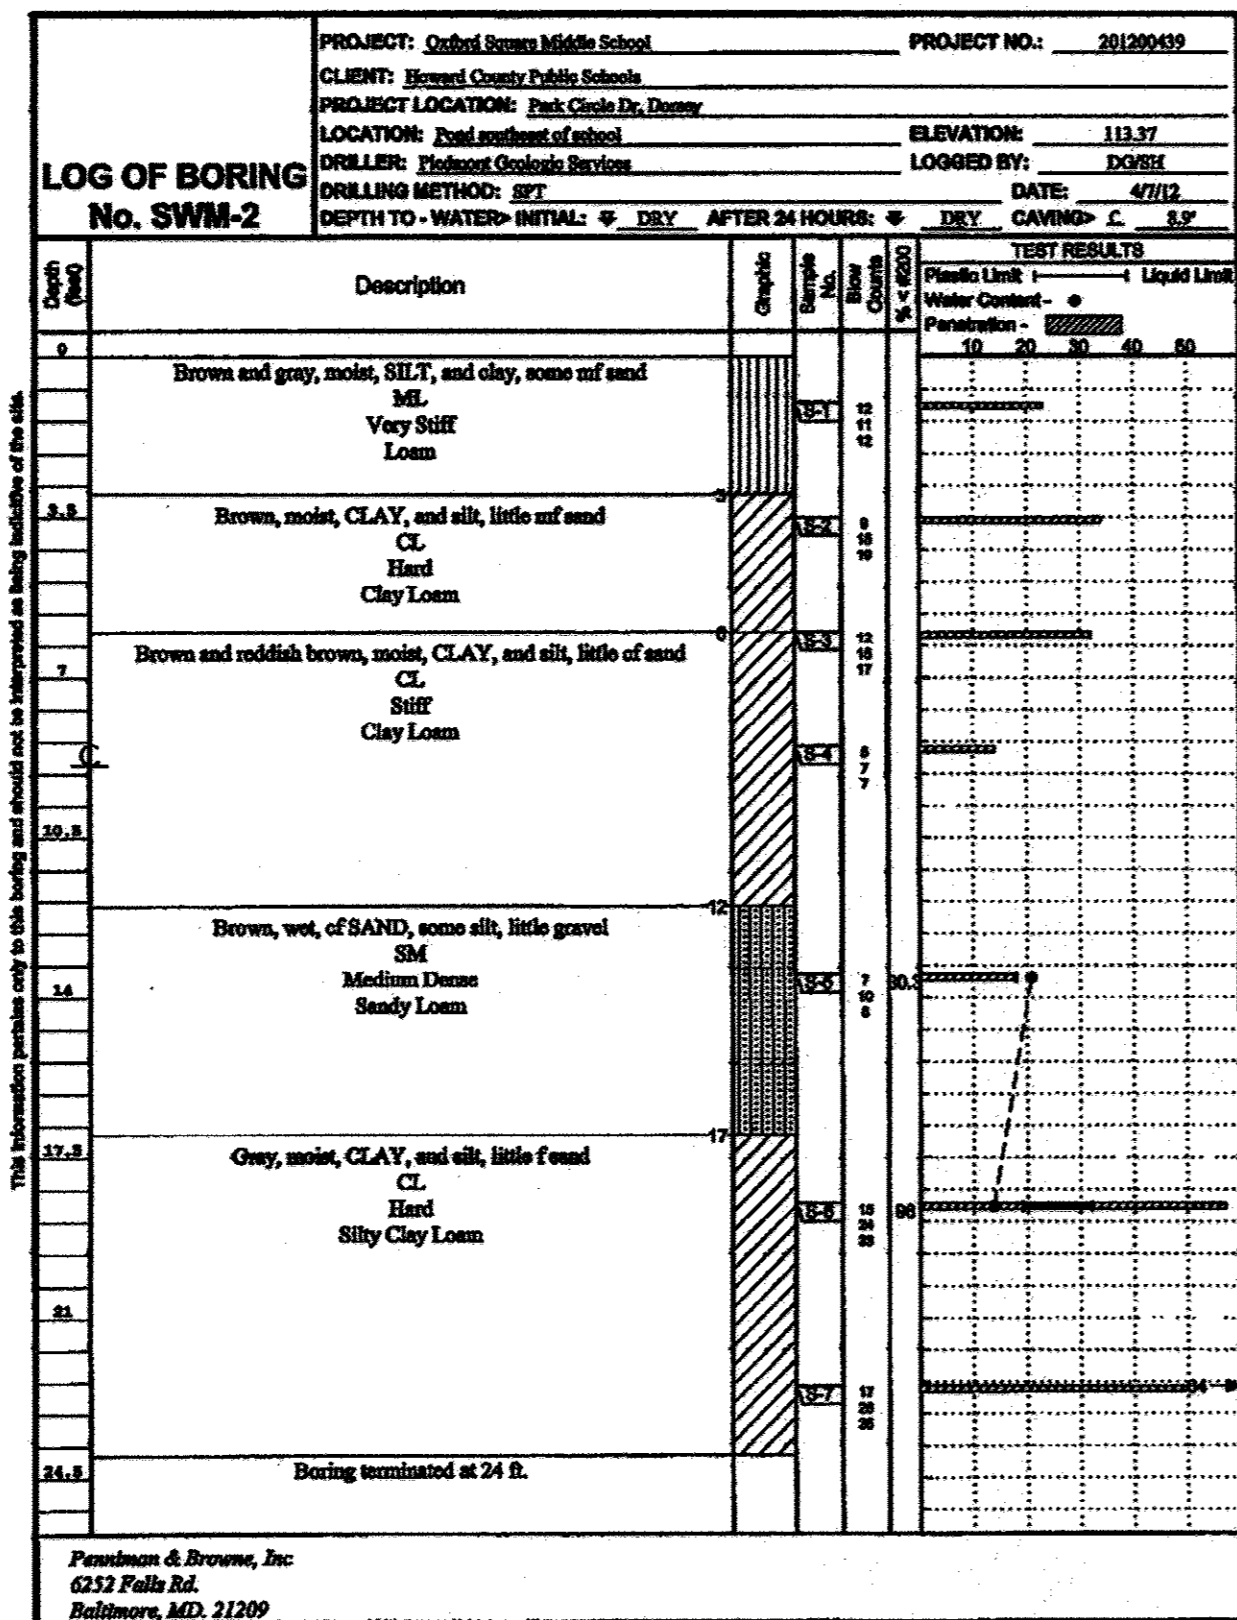 LOG OF BORING
No. SWM-2
PROJECT: Oxford Square Middle School PROJECT NO.: 201200439
CLIENT: Howard County Public Schools
PROJECT LOCATION: Park Circle Dr, Dorsey
LOCATION: Pond southeast of school ELEVATION: 113.37
DRILLER: Piedmont Geologic Services LOGGED BY: DG/SH
DRILLING METHOD: SPT DATE: 4/7/12
DEPTH TO - WATER> INITIAL: DRY AFTER 24 HOURS: DRY CAVING> C 8.9'
Depth (feet) Description Graphic Sample No. Blow Counts % < #200 TEST RESULTS
Plastic Limit Liquid Limit
Water Content -
Penetration -
10 20 30 40 50
0
Brown and gray, moist, SILT, and clay, some mf sand
ML
Very Stiff
Loam
S-1 12 11 12
3
3.5
Brown, moist, CLAY, and silt, little mf sand
CL
Hard
Clay Loam
S-2
6
Brown and reddish brown, moist, CLAY, and silt, little cf sand
CL
Stiff
Clay Loam
S-3 12 16 17
7
C
S-4 7 7
10.5
12
Brown, wet, cf SAND, some silt, little gravel
SM
Medium Dense
Sandy Loam
14
S-5 7 10 8 30.3
17
17.5
Gray, moist, CLAY, and silt, little f sand
CL
Hard
Silty Clay Loam
S-6 24 98
21
S-7 17
24.5
Boring terminated at 24 ft.
This information pertains only to this boring and should not be interpreted as being indicitive of the site.
Penniman & Browne, Inc
6252 Falls Rd.
Baltimore, MD. 21209